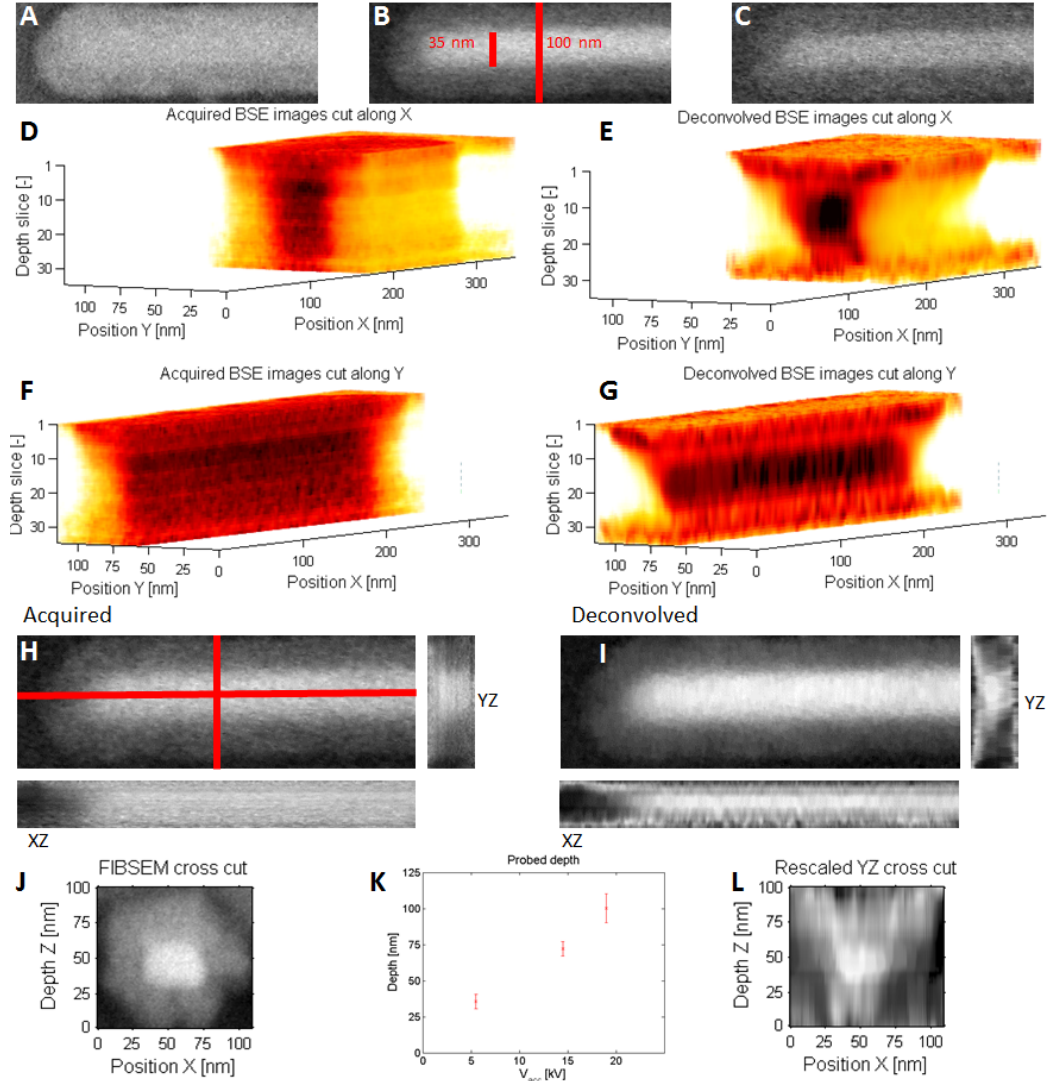 A
B
C
35 nm
100 nm
Acquired BSE images cut along X
Deconvolved BSE images cut along X
D
E
Depth slice [-]
1
10
20
30
100
75
50
25
0
Position Y [nm]
100
200
300
Position X [nm]
Depth slice [-]
1
10
20
30
100
75
50
25
0
Position Y [nm]
100
200
300
Position X [nm]
Acquired BSE images cut along Y
Deconvolved BSE images cut along Y
F
G
Depth slice [-]
1
10
20
30
100
75
50
25
0
Position Y [nm]
100
200
300
Position X [nm]
Depth slice [-]
1
10
20
30
100
75
50
25
0
Position Y [nm]
100
200
300
Position X [nm]
Acquired
Deconvolved
H
YZ
XZ
I
YZ
XZ
J
FIBSEM cross cut
Depth Z [nm]
100
75
50
25
0
0
25
50
75
100
Position X [nm]
K
Probed depth
Depth [nm]
125
100
75
50
25
0
0
5
10
15
20
V_acc [kV]
L
Rescaled YZ cross cut
Depth Z [nm]
100
75
50
25
0
0
25
50
75
100
Position X [nm]